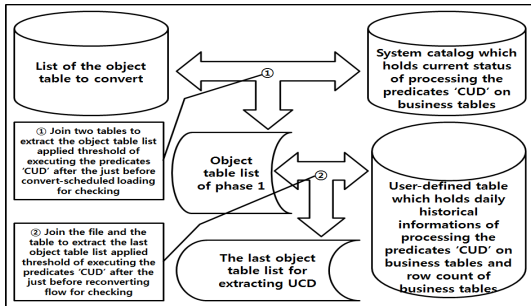 List of the object
table to convert
①
System catalog which
holds current status
of processing the
predicates 'CUD' on
business tables
① Join two tables to
extract the object table list
applied threshold of
executing the predicates
'CUD' after the just before
convert-scheduled loading
for checking
Object
table list
of phase 1
②
User-defined table
which holds daily
historical
informations of
processing the
predicates 'CUD' on
business tables and
row count of
business tables
② Join the file and the
table to extract the last
object table list applied
threshold of executing the
predicates 'CUD' after the
just before reconverting
flow for checking
The last object
table list for
extracting UCD